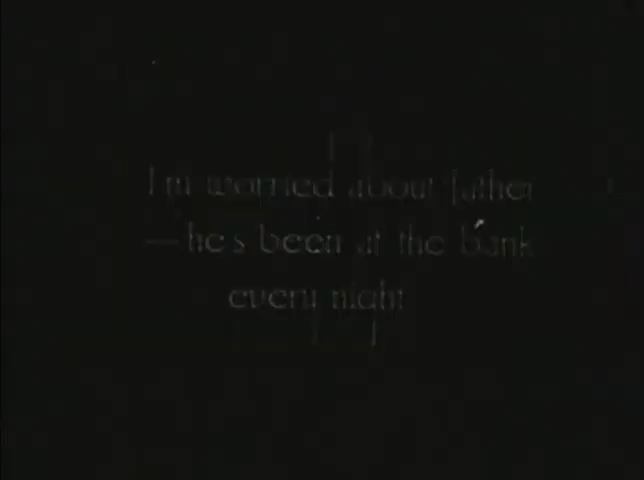 I'm worried about father
—he's been at the bank
every night